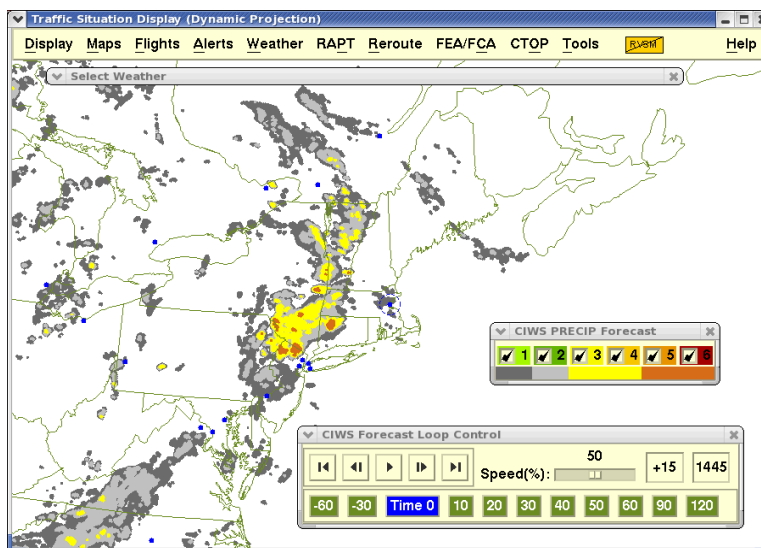 Traffic Situation Display (Dynamic Projection)
Display Maps Flights Alerts Weather RAPT Reroute FEA/FCA CTOP Tools RVSM Help
Select Weather
CIWS PRECIP Forecast
1 2 3 4 5 6
CIWS Forecast Loop Control
Speed(%): 50 +15 1445
-60 -30 Time 0 10 20 30 40 50 60 90 120